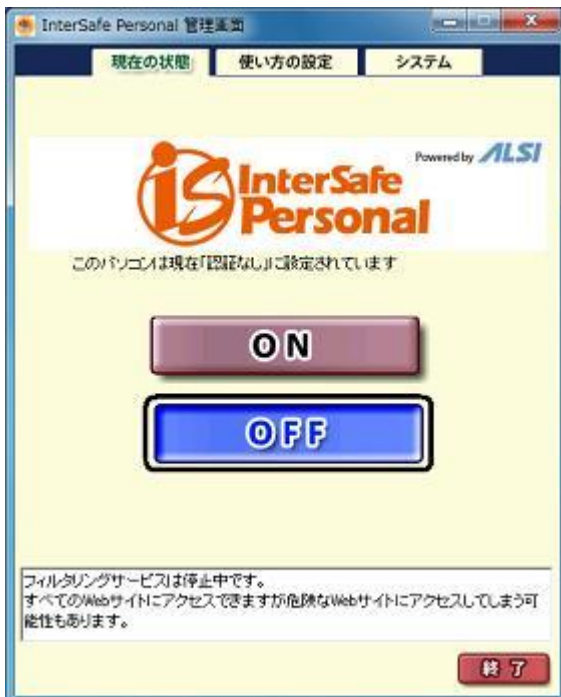 InterSafe Personal 管理画面
現在の状態 使い方の設定 システム
Powered by ALSI
iS InterSafe
Personal
このパソコンは現在「認証なし」に設定されています
ON
OFF
フィルタリングサービスは停止中です。
すべてのWebサイトにアクセスできますが危険なWebサイトにアクセスしてしまう可
能性もあります。
終了